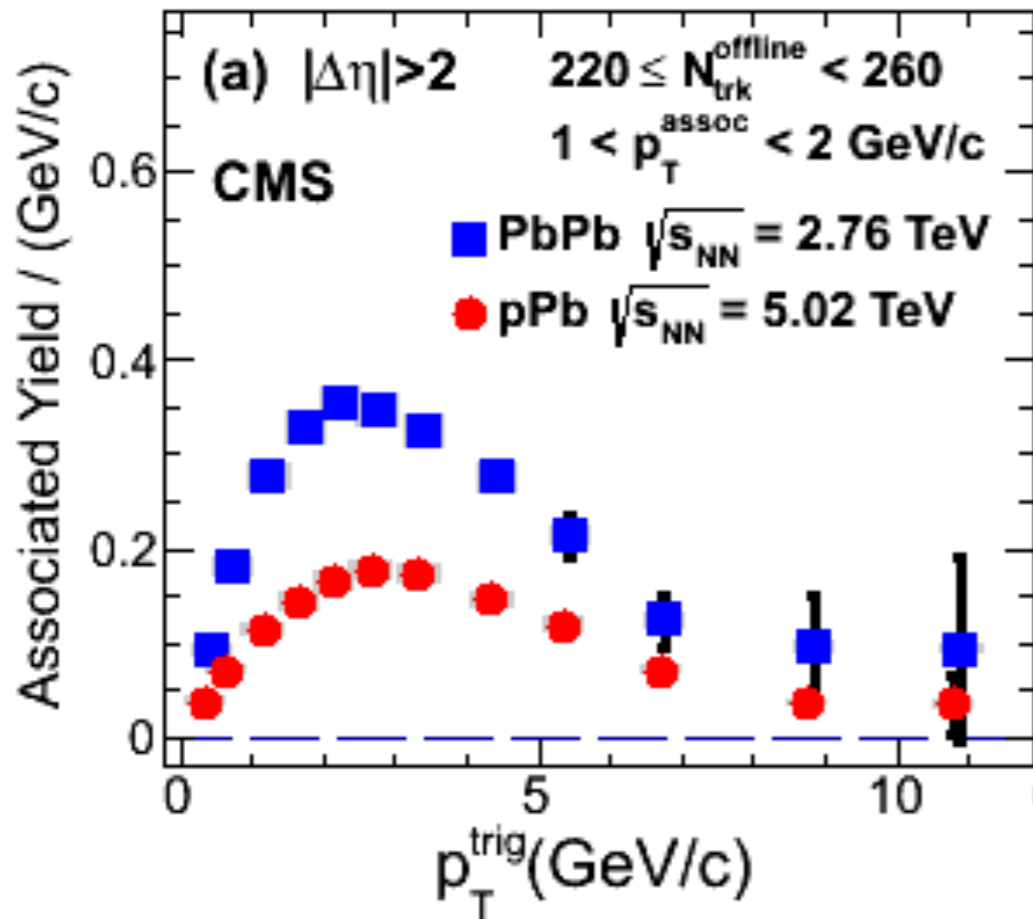 (a) |Δη|>2 220 ≤ N_trk^offline < 260
1 < p_T^assoc < 2 GeV/c
CMS
PbPb √s_NN = 2.76 TeV
pPb √s_NN = 5.02 TeV
Associated Yield / (GeV/c)
0.6
0.4
0.2
0
0 5 10
p_T^trig(GeV/c)